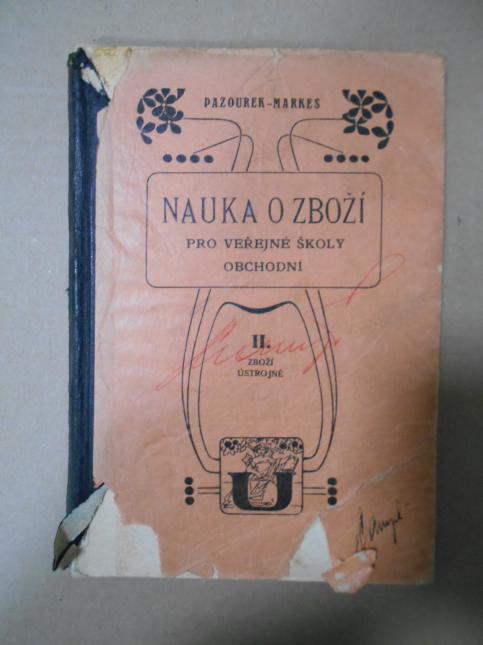 PAZOUREK-MARKES
NAUKA O ZBOŽÍ
PRO VEŘEJNÉ ŠKOLY
OBCHODNÍ
II.
ZBOŽÍ
ÚSTROJNÉ
U